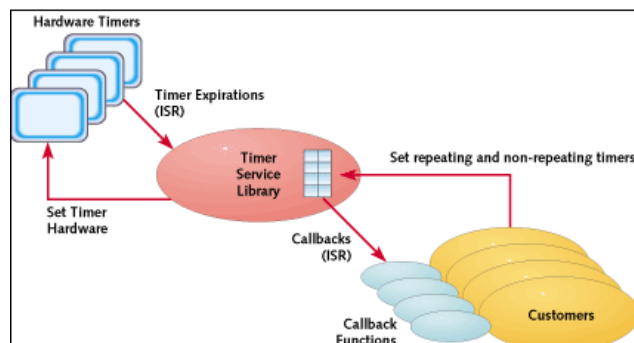 Hardware Timers
Timer Expirations
(ISR)
Timer
Service
Library
Set repeating and non-repeating timers
Set Timer
Hardware
Callbacks
(ISR)
Customers
Callback
Functions